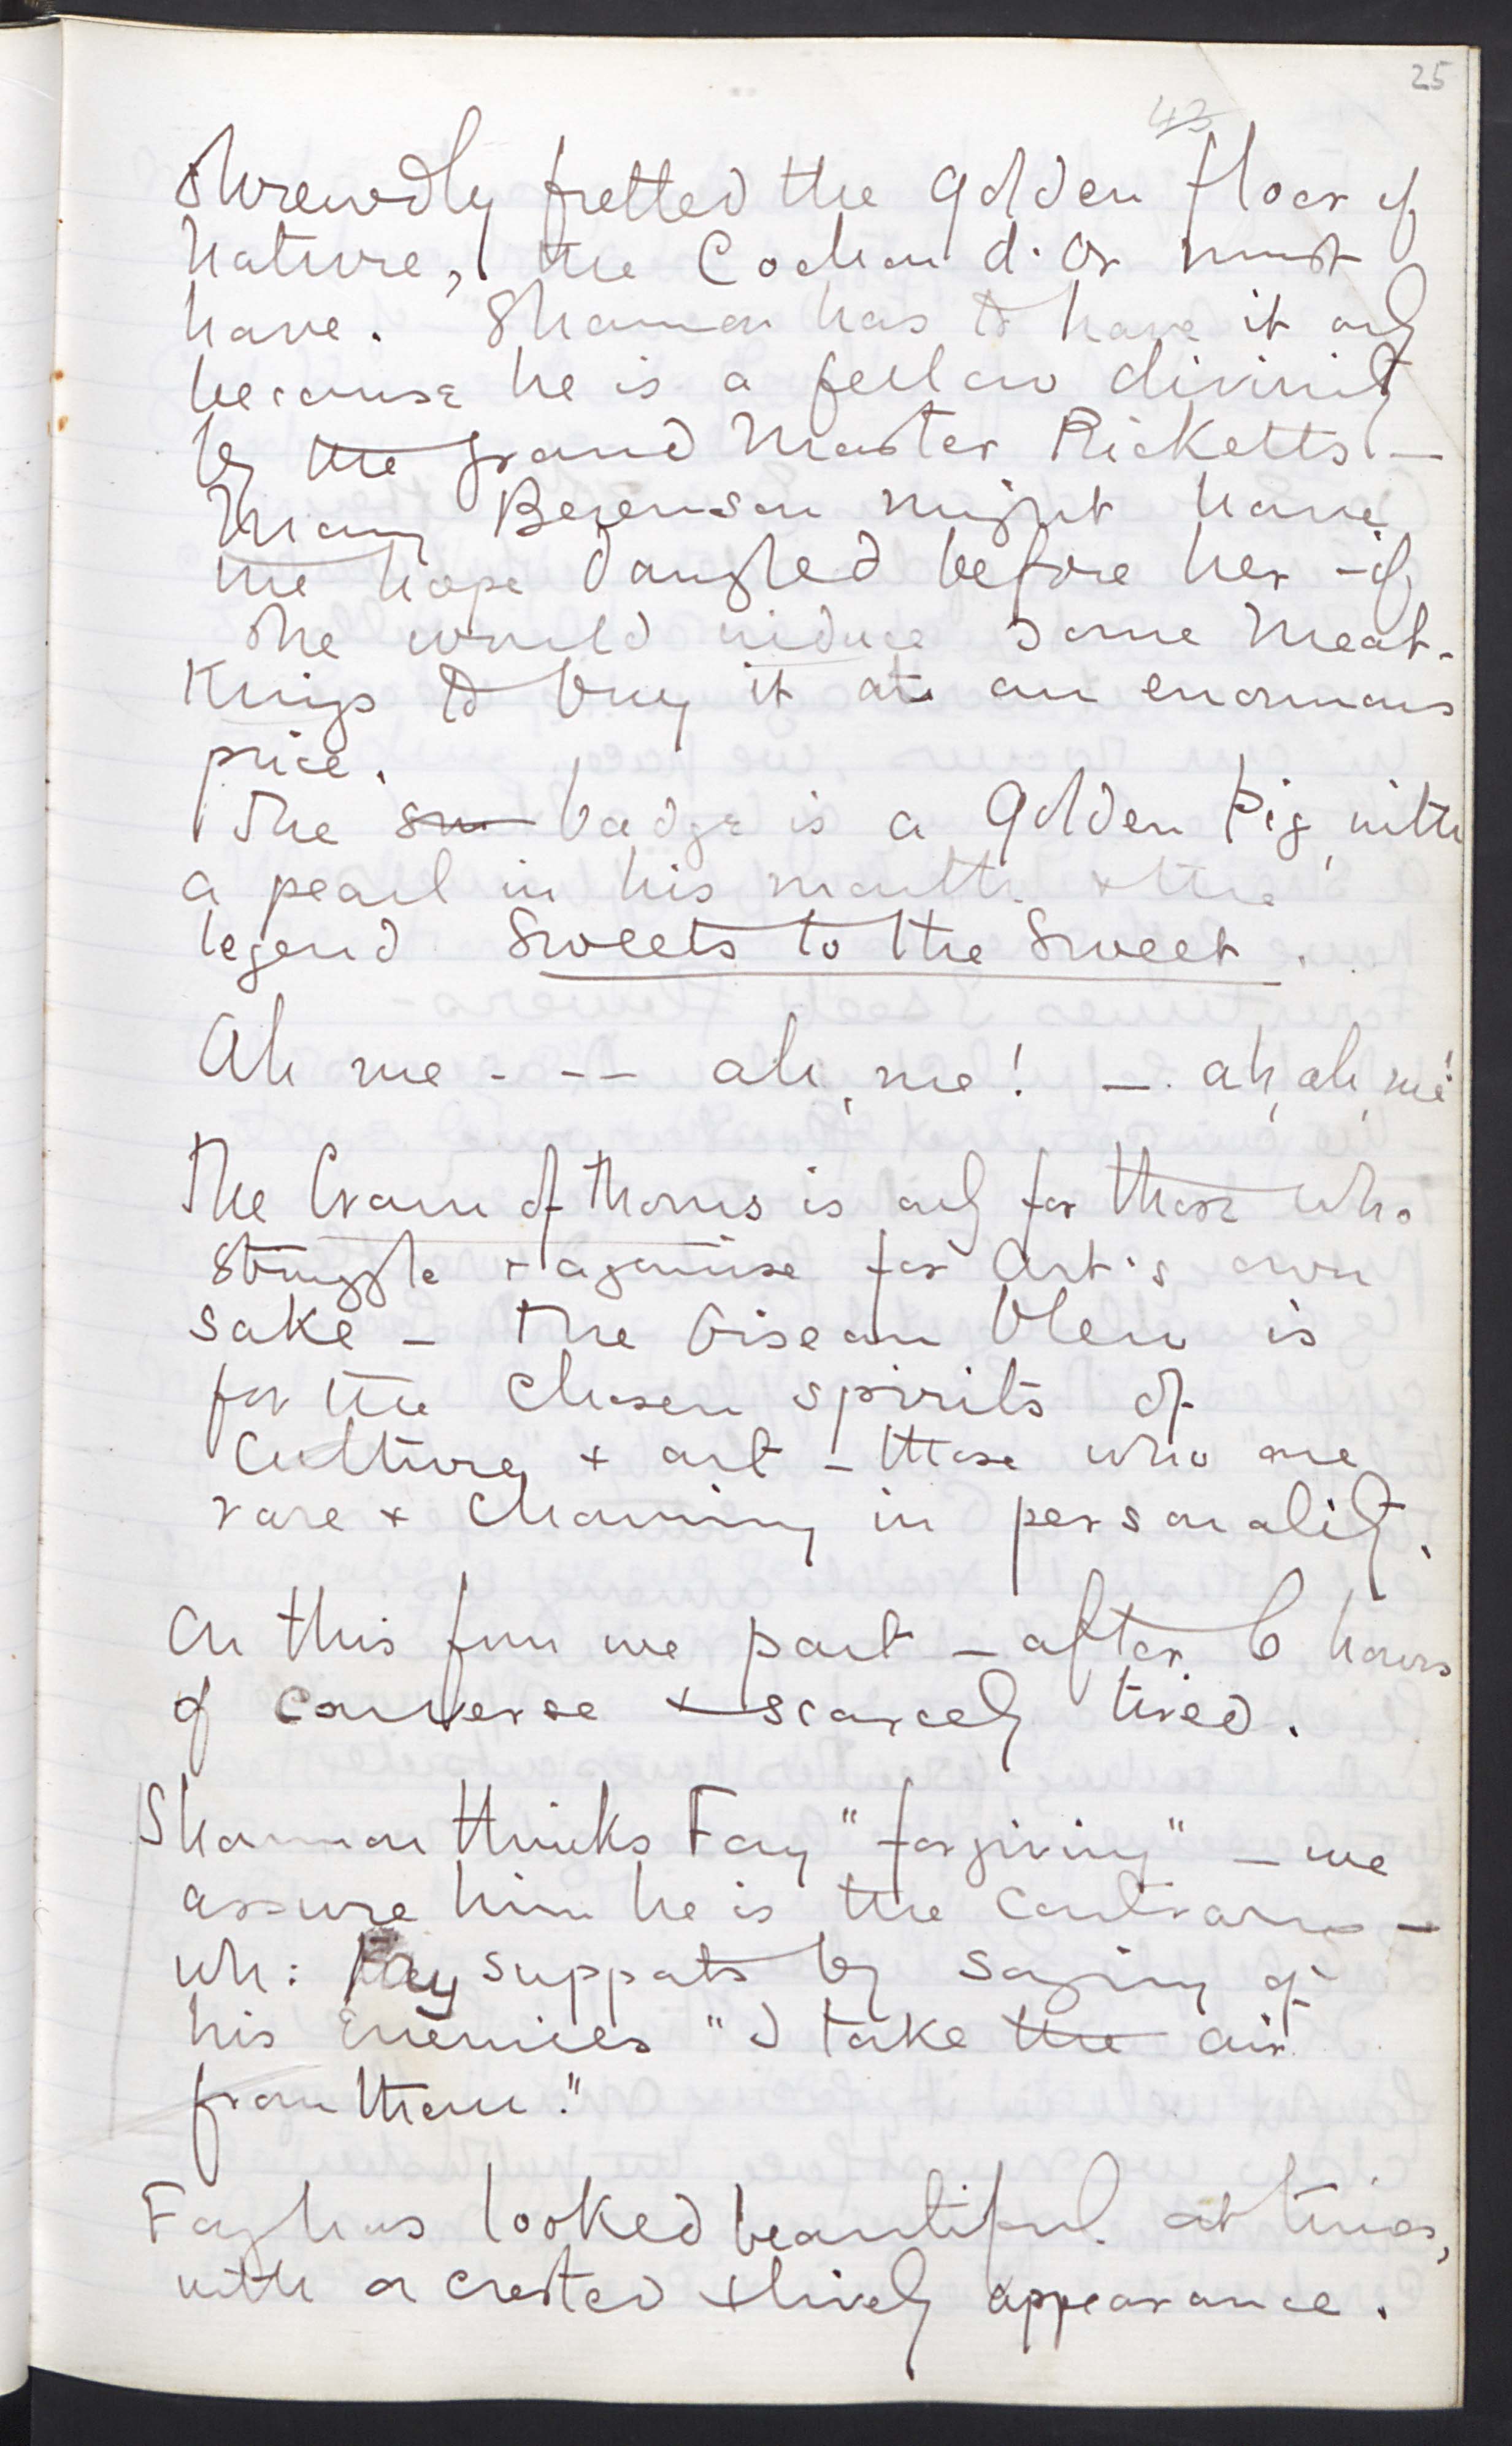 25
43
shrewdly fretted the golden floor of
nature, the Cochon d'Or must
have. Shannon has to have it only
because he is a fellow divinity
by the grand Master Ricketts –
Mary Berenson might have
the hope dangled before her – if
she would induce some Meat-
Kings to buy it at an enormous
price.
The sw badge is a Golden Pig, with
a pearl in his mouth & the
legend Sweets to the Sweet.
Ah me - -- ah, me! –. ah, ah, me!
The Crown of Thorns is only for those who
struggle & agonise for Art's own
sake – The Oiseau bleu is
for the chosen spirits of
Culture & art – those who are
rare & charming in personality.
On this fun we part – after 6 hours
of converse & scarcely tired.
Shannon thinks Fay "forgiving" – we
assure him he is the contrary –
wh: Fay supports by saying of
his Enemies "I take the air
from them."
Fay has looked beautiful at times,
with a crested & lively appearance.